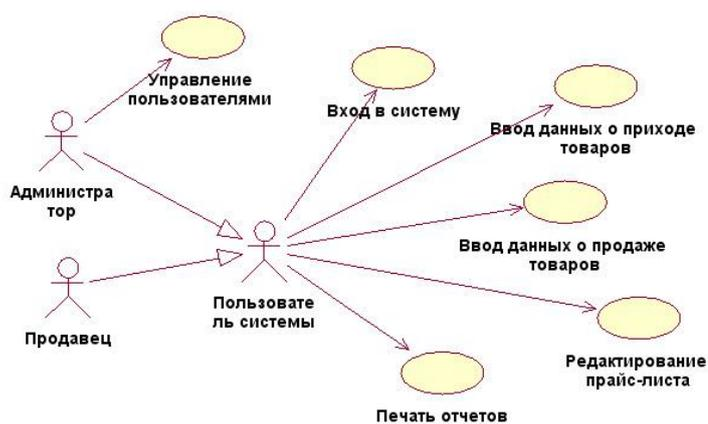 Управление
пользователями
Вход в систему
Ввод данных о приходе
товаров
Администра
тор
Ввод данных о продаже
товаров
Пользовате
ль системы
Продавец
Редактирование
прайс-листа
Печать отчетов